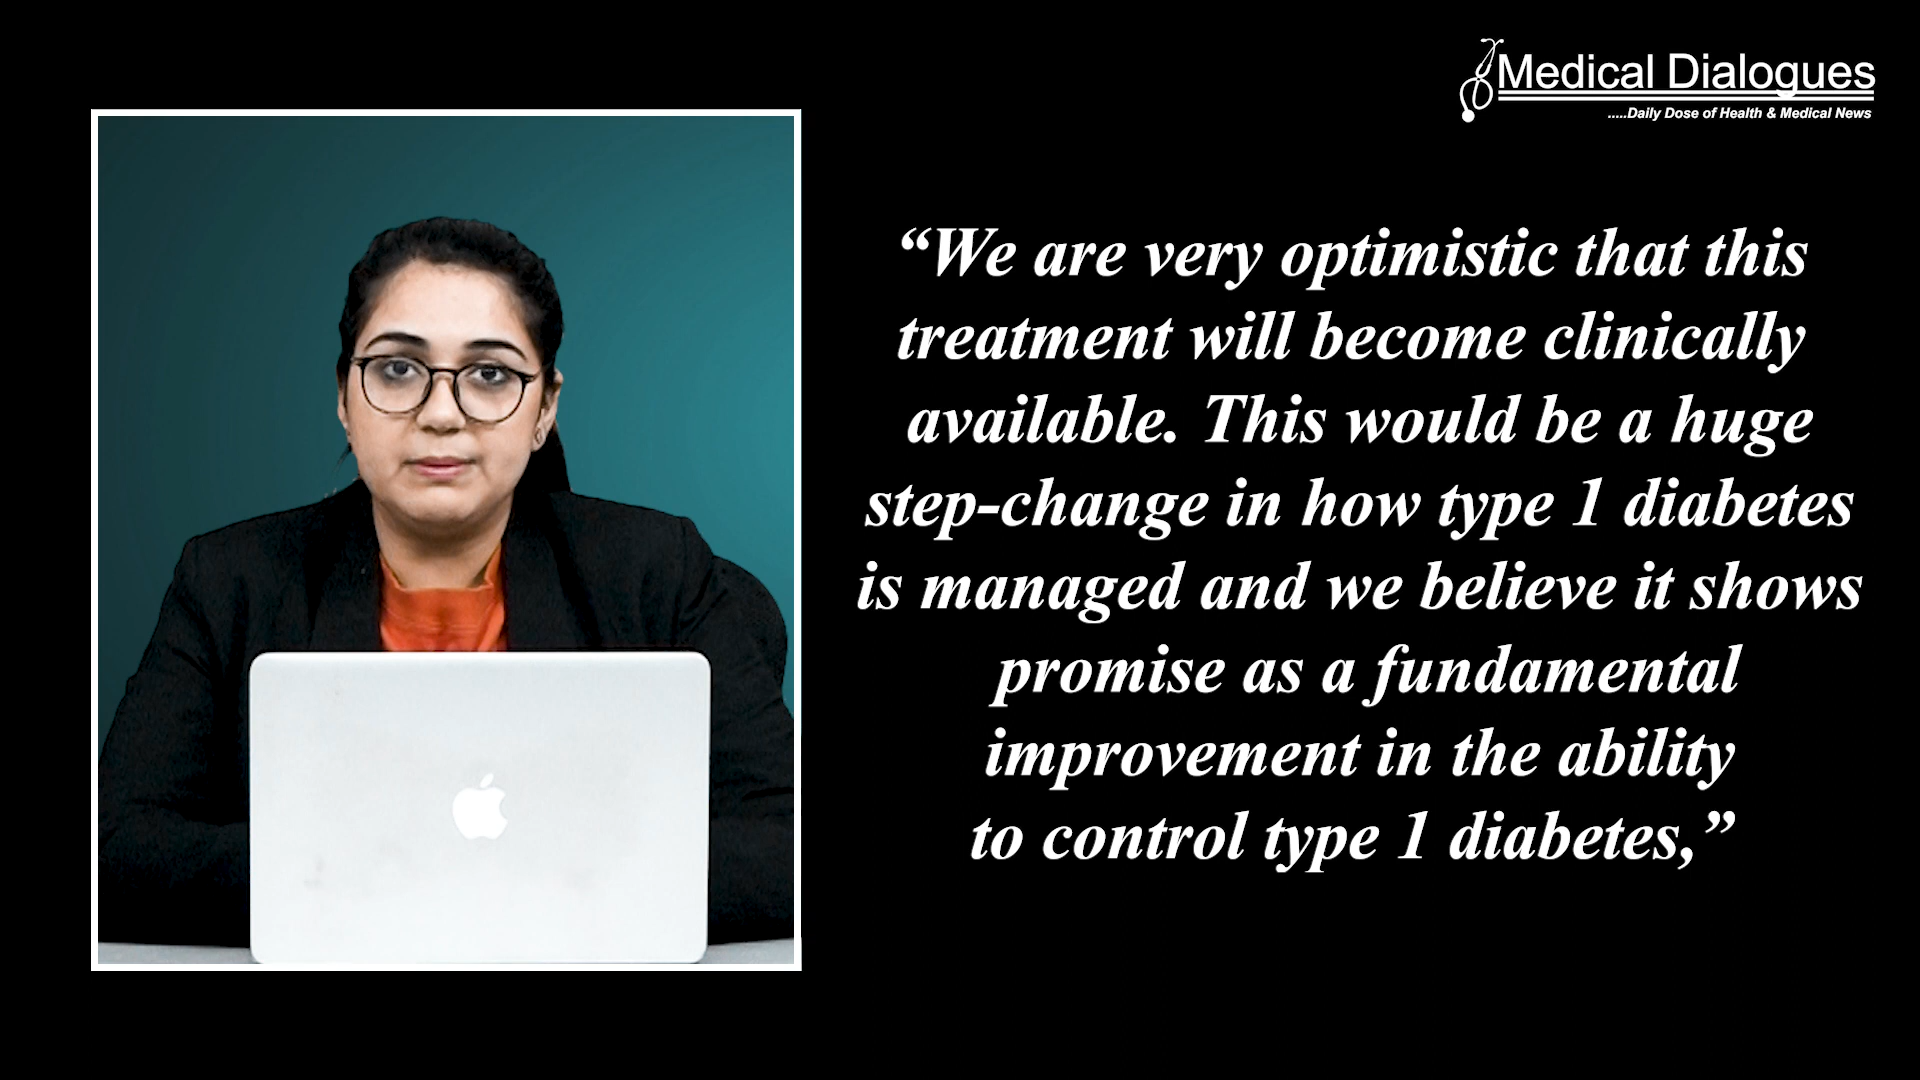 Medical Dialogues
.....Daily Dose of Health & Medical News
“We are very optimistic that this
treatment will become clinically
available. This would be a huge
step-change in how type 1 diabetes
is managed and we believe it shows
promise as a fundamental
improvement in the ability
to control type 1 diabetes,”